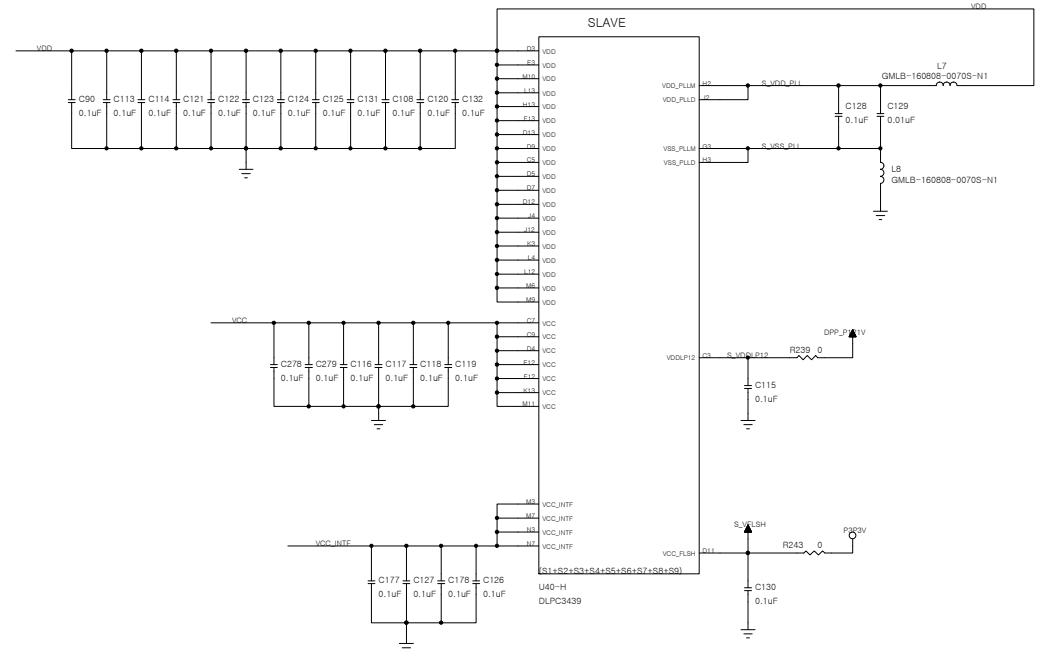 VDD
SLAVE
VDD
D3 VDD
E3 VDD
M10 VDD
L13 VDD
H13 VDD
F13 VDD
D13 VDD
D9 VDD
C5 VDD
D5 VDD
D7 VDD
D12 VDD
J4 VDD
J12 VDD
K3 VDD
L4 VDD
L12 VDD
M6 VDD
M9 VDD
C90 C113 C114 C121 C122 C123 C124 C125 C131 C108 C120 C132
0.1uF 0.1uF 0.1uF 0.1uF 0.1uF 0.1uF 0.1uF 0.1uF 0.1uF 0.1uF 0.1uF 0.1uF
L7
GMLB-160808-0070S-N1
VDD_PLLM H2 S_VDD_PLL
VDD_PLLD J2
C128 C129
0.1uF 0.01uF
VSS_PLLM G3 S_VSS_PLL
VSS_PLLD H3
L8
GMLB-160808-0070S-N1
VCC
C7 VCC
C9 VCC
D4 VCC
E12 VCC
F12 VCC
K13 VCC
M11 VCC
C278 C279 C116 C117 C118 C119
0.1uF 0.1uF 0.1uF 0.1uF 0.1uF 0.1uF
R239 0
VDDLP12 C3 S_VDDLP12
C115
0.1uF
M3 VCC_INTF
M7 VCC_INTF
N3 VCC_INTF
N7 VCC_INTF
VCC_INTF
C177 C127 C178 C126
0.1uF 0.1uF 0.1uF 0.1uF
S_VFLSH
P3P3V
R243 0
VCC_FLSH D11
C130
0.1uF
(S1+S2+S3+S4+S5+S6+S7+S8+S9)
U40-H
DLPC3439